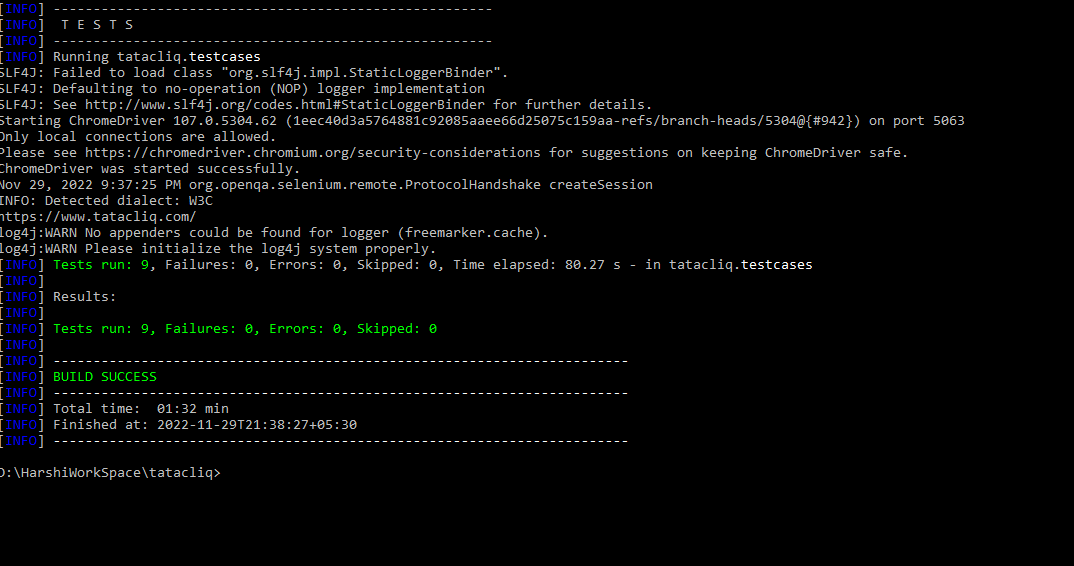 [INFO] -------------------------------------------------------
[INFO]  T E S T S
[INFO] -------------------------------------------------------
[INFO] Running tatacliq.testcases
SLF4J: Failed to load class "org.slf4j.impl.StaticLoggerBinder".
SLF4J: Defaulting to no-operation (NOP) logger implementation
SLF4J: See http://www.slf4j.org/codes.html#StaticLoggerBinder for further details.
Starting ChromeDriver 107.0.5304.62 (1eec40d3a5764881c92085aaee66d25075c159aa-refs/branch-heads/5304@{#942}) on port 5063
Only local connections are allowed.
Please see https://chromedriver.chromium.org/security-considerations for suggestions on keeping ChromeDriver safe.
ChromeDriver was started successfully.
Nov 29, 2022 9:37:25 PM org.openqa.selenium.remote.ProtocolHandshake createSession
INFO: Detected dialect: W3C
https://www.tatacliq.com/
log4j:WARN No appenders could be found for logger (freemarker.cache).
log4j:WARN Please initialize the log4j system properly.
[INFO] Tests run: 9, Failures: 0, Errors: 0, Skipped: 0, Time elapsed: 80.27 s - in tatacliq.testcases
[INFO]
[INFO] Results:
[INFO]
[INFO] Tests run: 9, Failures: 0, Errors: 0, Skipped: 0
[INFO]
[INFO] ------------------------------------------------------------------------
[INFO] BUILD SUCCESS
[INFO] ------------------------------------------------------------------------
[INFO] Total time:  01:32 min
[INFO] Finished at: 2022-11-29T21:38:27+05:30
[INFO] ------------------------------------------------------------------------
D:\HarshiWorkSpace\tatacliq>